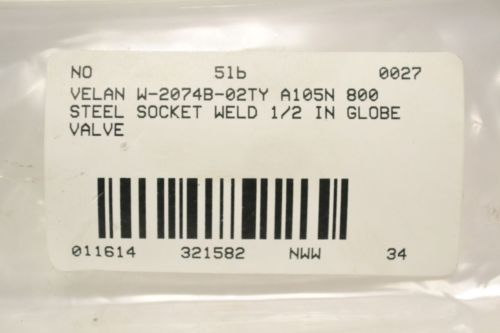 NO 5lb 0027
VELAN W-2074B-02TY A105N 800
STEEL SOCKET WELD 1/2 IN GLOBE
VALVE
011614 321582 NWW 34